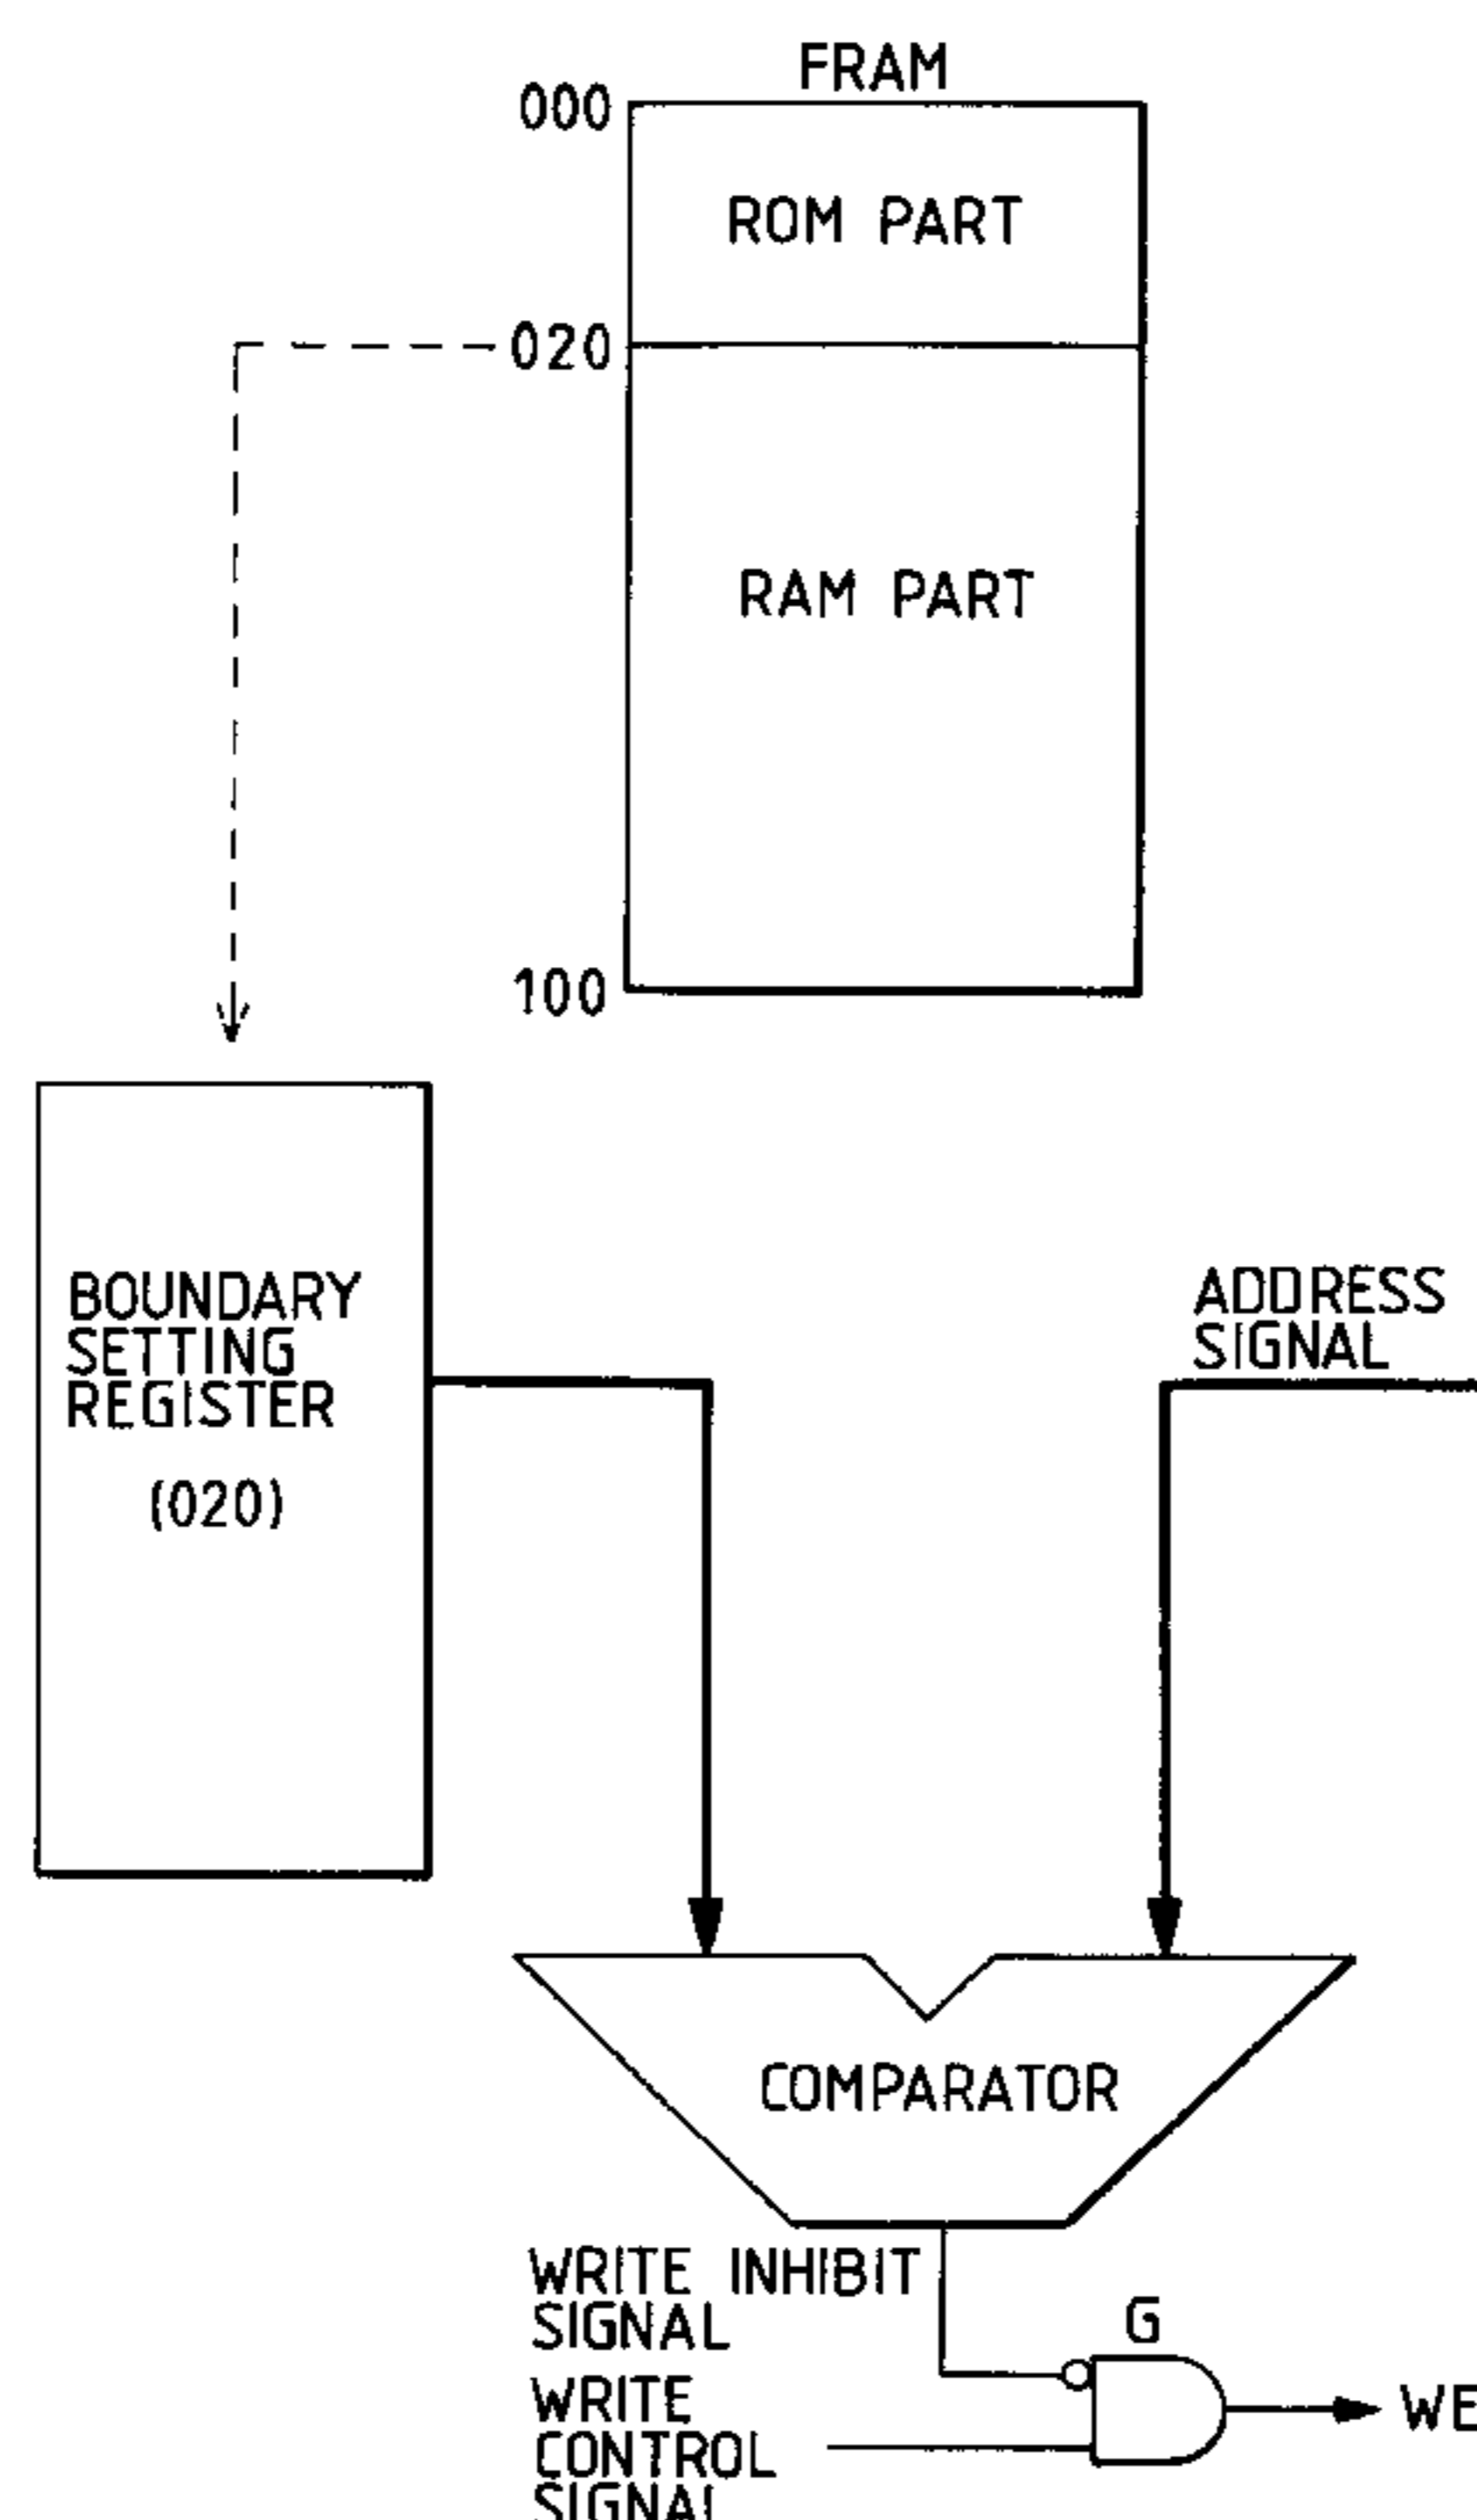 FRAM
000
ROM PART
020
RAM PART
100
BOUNDARY
SETTING
REGISTER
(020)
ADDRESS
SIGNAL
COMPARATOR
WRITE INHIBIT
SIGNAL
G
WE
WRITE
CONTROL
SIGNAL